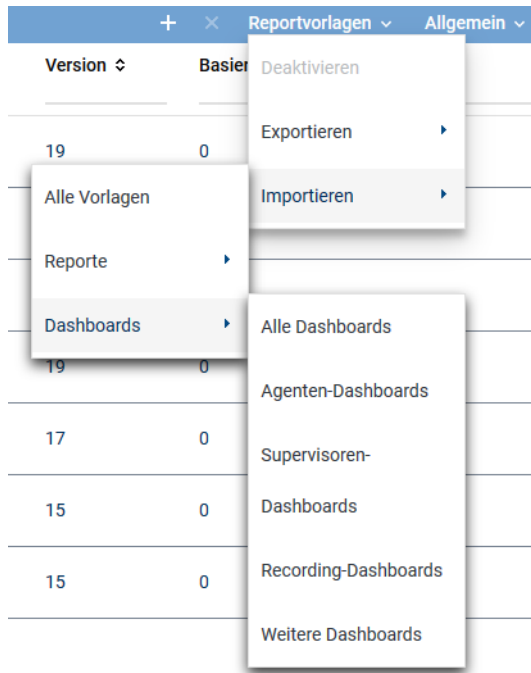 Reportvorlagen
Allgemein
Version
Basier
Deaktivieren
Exportieren
19
0
Importieren
Alle Vorlagen
Reporte
Dashboards
Alle Dashboards
19
0
Agenten-Dashboards
17
0
Supervisoren-
Dashboards
15
0
Recording-Dashboards
15
0
Weitere Dashboards